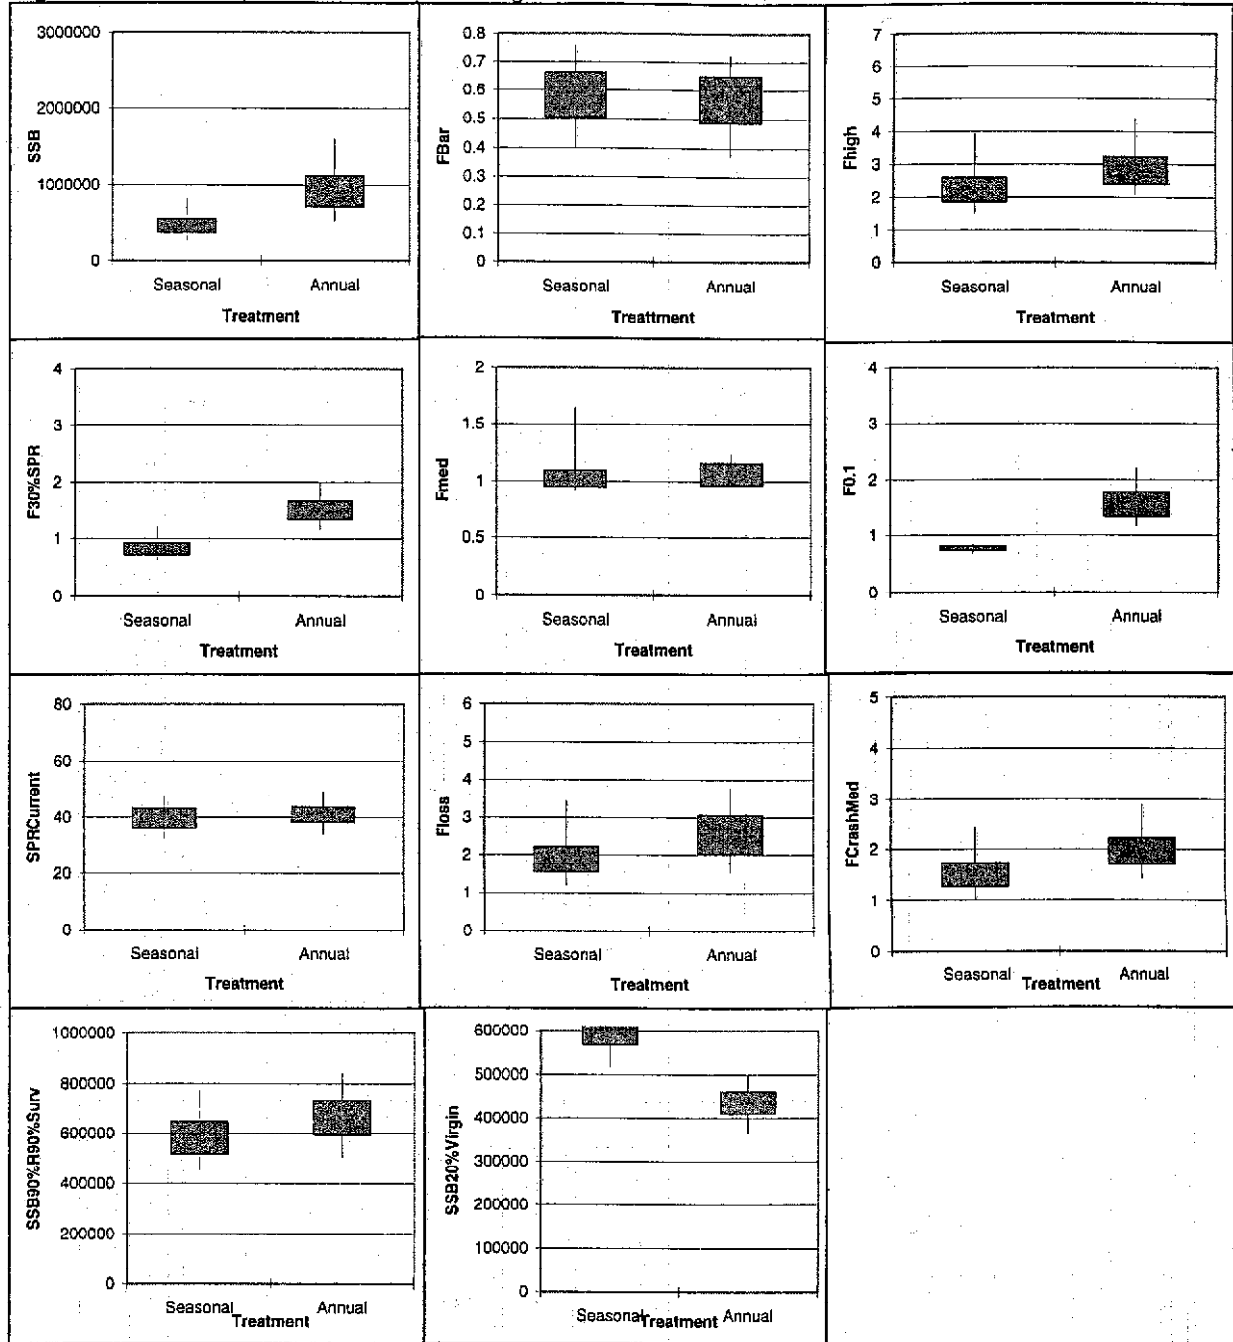 SSB
3000000
2000000
1000000
0
Seasonal Annual
Treatment
FBar
0.8
0.7
0.6
0.5
0.4
0.3
0.2
0.1
0
Seasonal Annual
Treattment
Fhigh
7
6
5
4
3
2
1
0
Seasonal Annual
Treatment
F30%SPR
4
3
2
1
0
Seasonal Annual
Treatment
Fmed
2
1.5
1
0.5
0
Seasonal Annual
Treatment
F0.1
4
3
2
1
0
Seasonal Annual
Treatment
SPRCurrent
80
60
40
20
0
Seasonal Annual
Treatment
Floss
6
5
4
3
2
1
0
Seasonal Annual
Treatment
FCrashMed
5
4
3
2
1
0
Seasonal Annual
Treatment
SSB90%R90%Surv
1000000
800000
600000
400000
200000
0
Seasonal Annual
Treatment
SSB20%Virgin
600000
500000
400000
300000
200000
100000
0
Seasonal Annual
Treatment